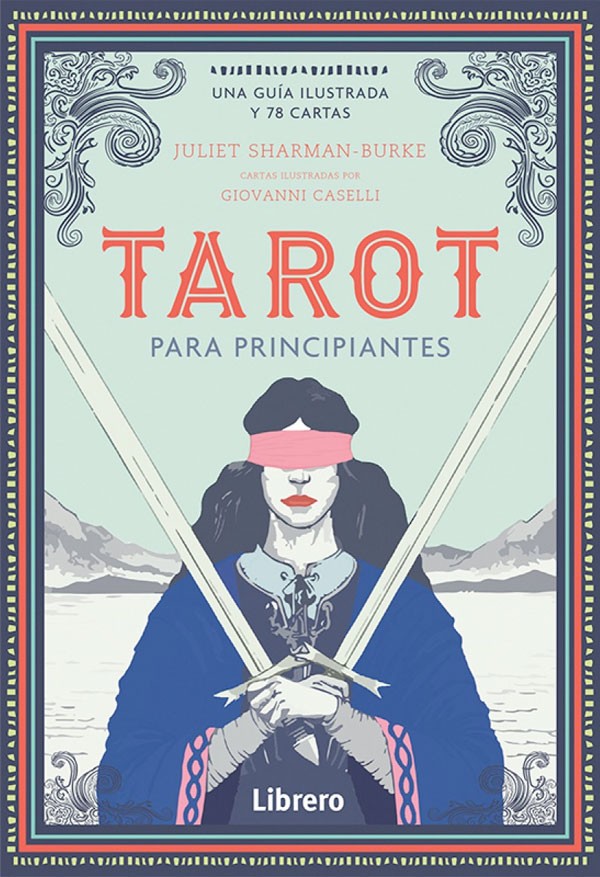 UNA GUÍA ILUSTRADA
Y 78 CARTAS
JULIET SHARMAN-BURKE
CARTAS ILUSTRADAS POR
GIOVANNI CASELLI
TAROT
PARA PRINCIPIANTES
Librero